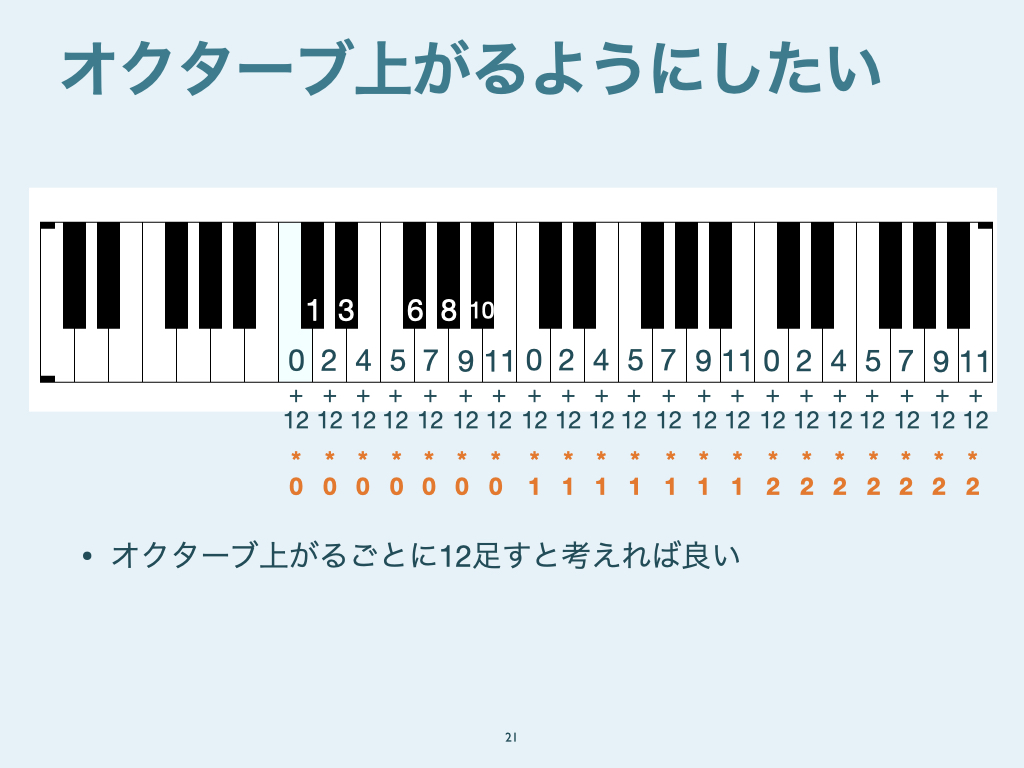 オクターブ上がるようにしたい
1 3 6 8 10
0 2 4 5 7 9 11 0 2 4 5 7 9 11 0 2 4 5 7 9 11
+ + + + + + + + + + + + + + + + + + + + +
12 12 12 12 12 12 12 12 12 12 12 12 12 12 12 12 12 12 12 12 12
* * * * * * * * * * * * * * * * * * * * *
0 0 0 0 0 0 0 1 1 1 1 1 1 1 2 2 2 2 2 2 2
• オクターブ上がるごとに12足すと考えれば良い
21